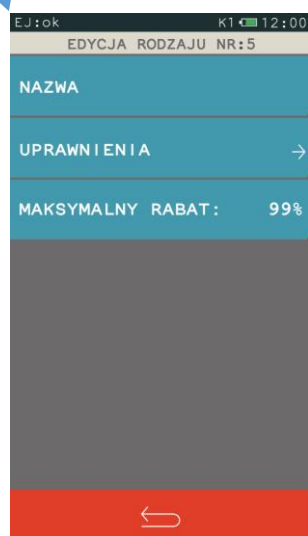 EJ:ok K1 12:00
EDYCJA RODZAJU NR:5
NAZWA
UPRAWNIENIA →
MAKSYMALNY RABAT: 99%